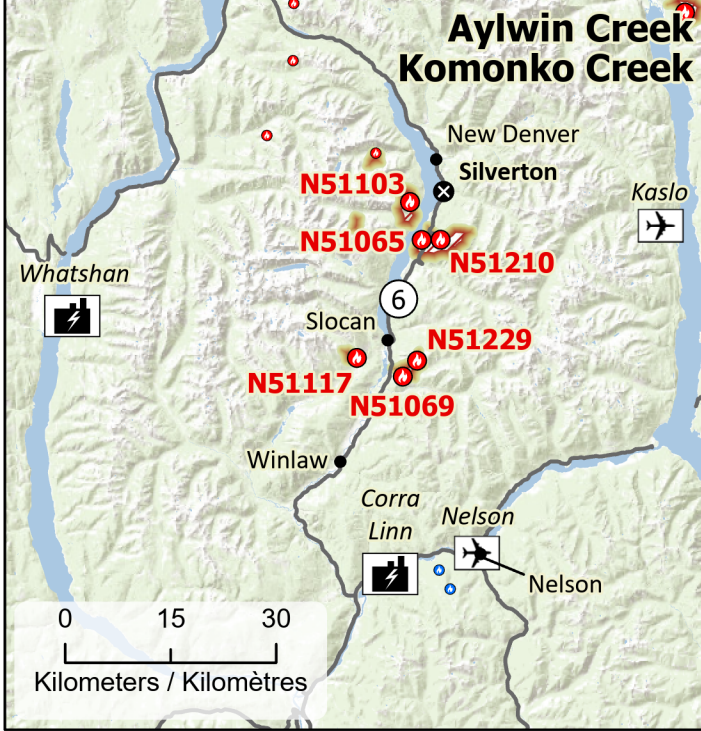 Aylwin Creek
Komonko Creek
New Denver
Silverton
N51103
Kaslo
N51065
N51210
Whatshan
6
Slocan
N51229
N51117
N51069
Winlaw
Corra
Linn
Nelson
Nelson
0 15 30
Kilometers / Kilomètres